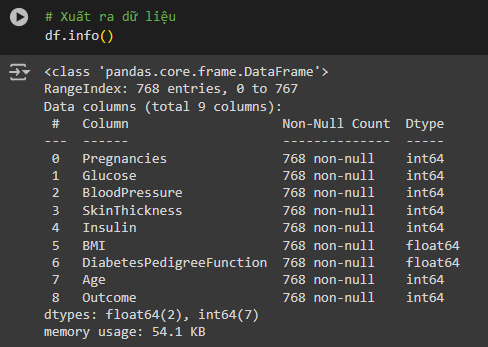 # Xuất ra dữ liệu
df.info()
<class 'pandas.core.frame.DataFrame'>
RangeIndex: 768 entries, 0 to 767
Data columns (total 9 columns):
 #   Column                    Non-Null Count  Dtype
---  ------                    --------------  -----
 0   Pregnancies               768 non-null    int64
 1   Glucose                   768 non-null    int64
 2   BloodPressure             768 non-null    int64
 3   SkinThickness             768 non-null    int64
 4   Insulin                   768 non-null    int64
 5   BMI                       768 non-null    float64
 6   DiabetesPedigreeFunction  768 non-null    float64
 7   Age                       768 non-null    int64
 8   Outcome                   768 non-null    int64
dtypes: float64(2), int64(7)
memory usage: 54.1 KB